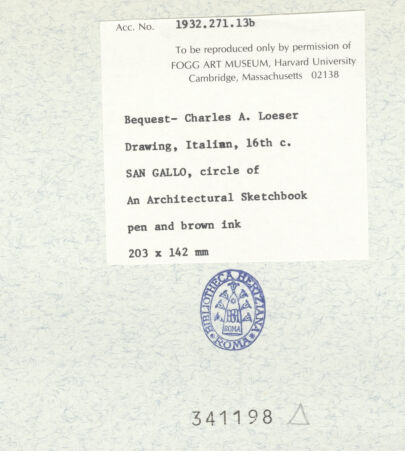 Acc. No. 1932.271.13b
To be reproduced only by permission of
FOGG ART MUSEUM, Harvard University
Cambridge, Massachusetts 02138
Bequest- Charles A. Loeser
Drawing, Italian, 16th c.
SAN GALLO, circle of
An Architectural Sketchbook
pen and brown ink
203 x 142 mm
BIBLIOTHECA HERTZIANA
ROMA
ROMA
341198